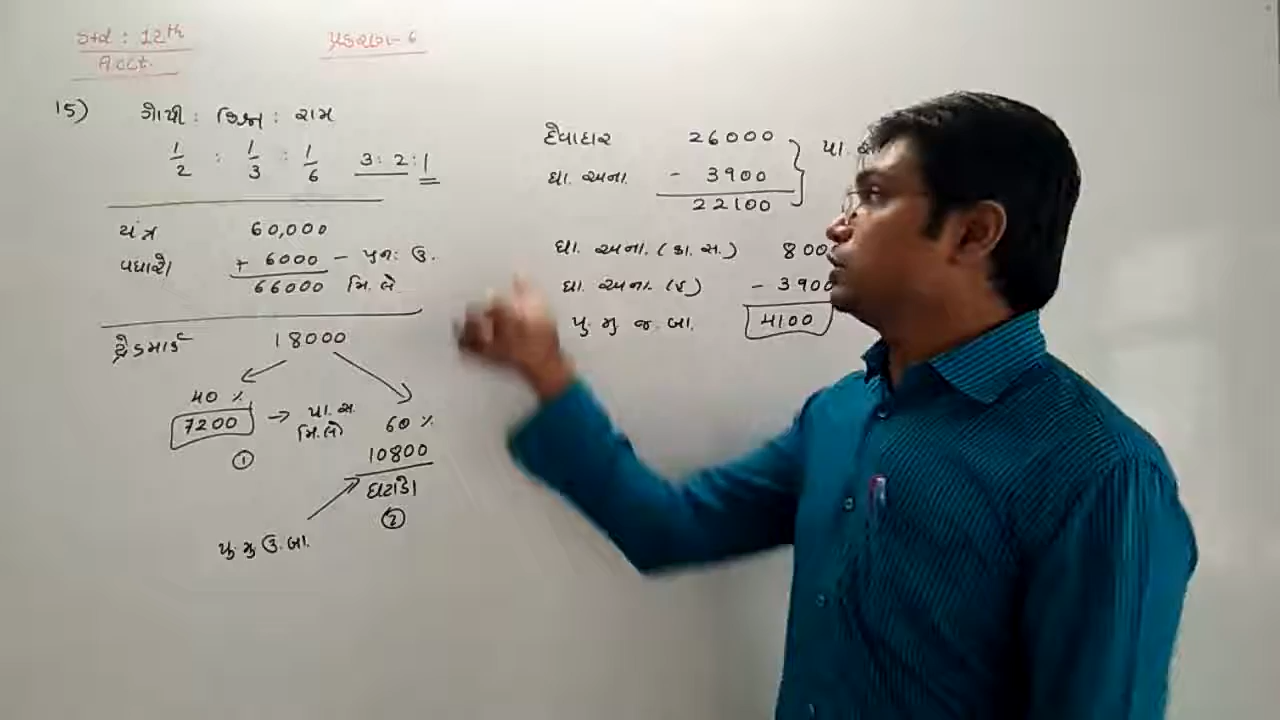 Std : 12th
Acct.
પ્રકરણ-6
15) ગોપી : ક્રિષ્ના : રામ
1/2 : 1/3 : 1/6 3 : 2 : 1
યંત્ર 60,000
વધારો + 6000 – પુન: ઉ.
66000 મિ.લે
ટ્રેડમાર્ક 18000
40 %
7200 → પા.સ.
મિ.લે
1
60 %
10800
ઘટાડો
2
પુ. મુ ઉ.બા.
દેવાદાર 26000
ઘા. અના. - 3900
22100
પા.
ઘા. અના. (કા. સ.) 800
ઘા. અના. - 3900
પુ. મુ જ. બા. 4100